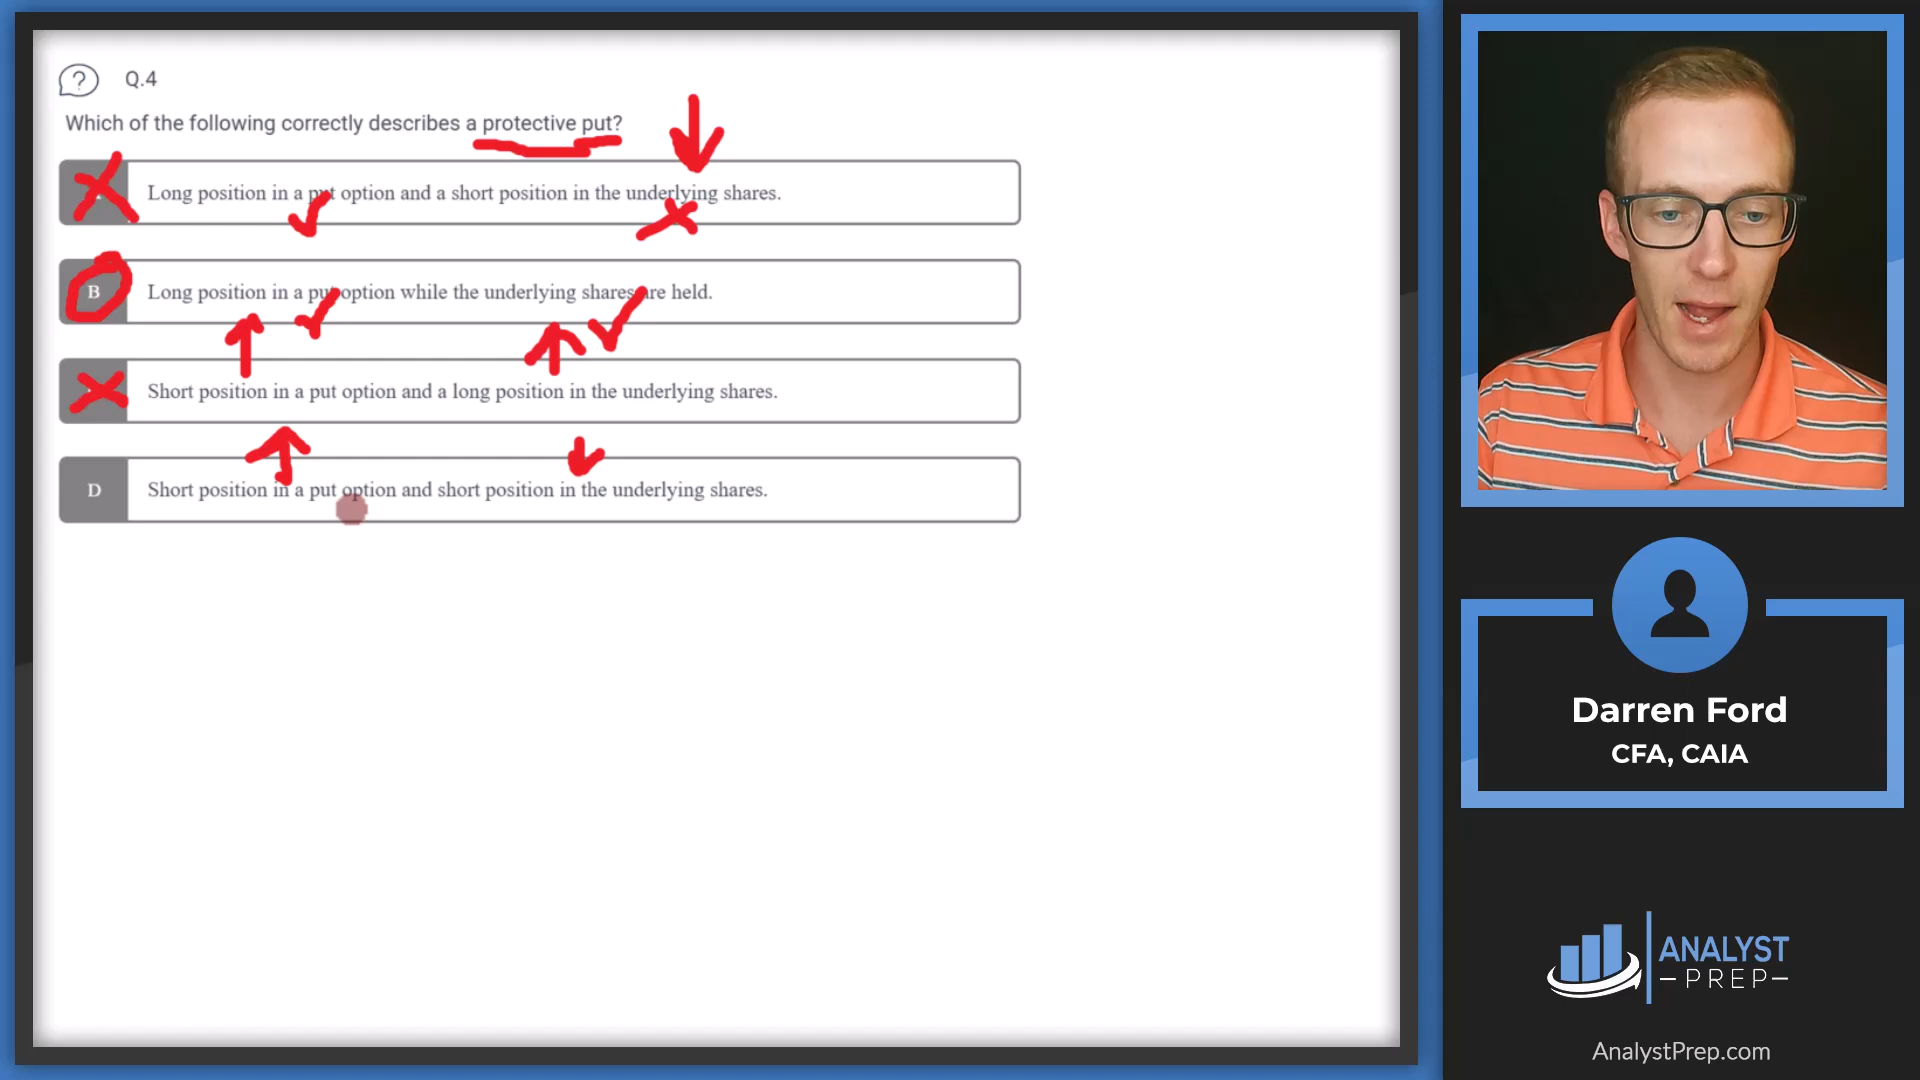 Q.4
Which of the following correctly describes a protective put?
Long position in a put option and a short position in the underlying shares.
B
Long position in a put option while the underlying shares are held.
Short position in a put option and a long position in the underlying shares.
D
Short position in a put option and short position in the underlying shares.
Darren Ford
CFA, CAIA
ANALYST
PREP
AnalystPrep.com